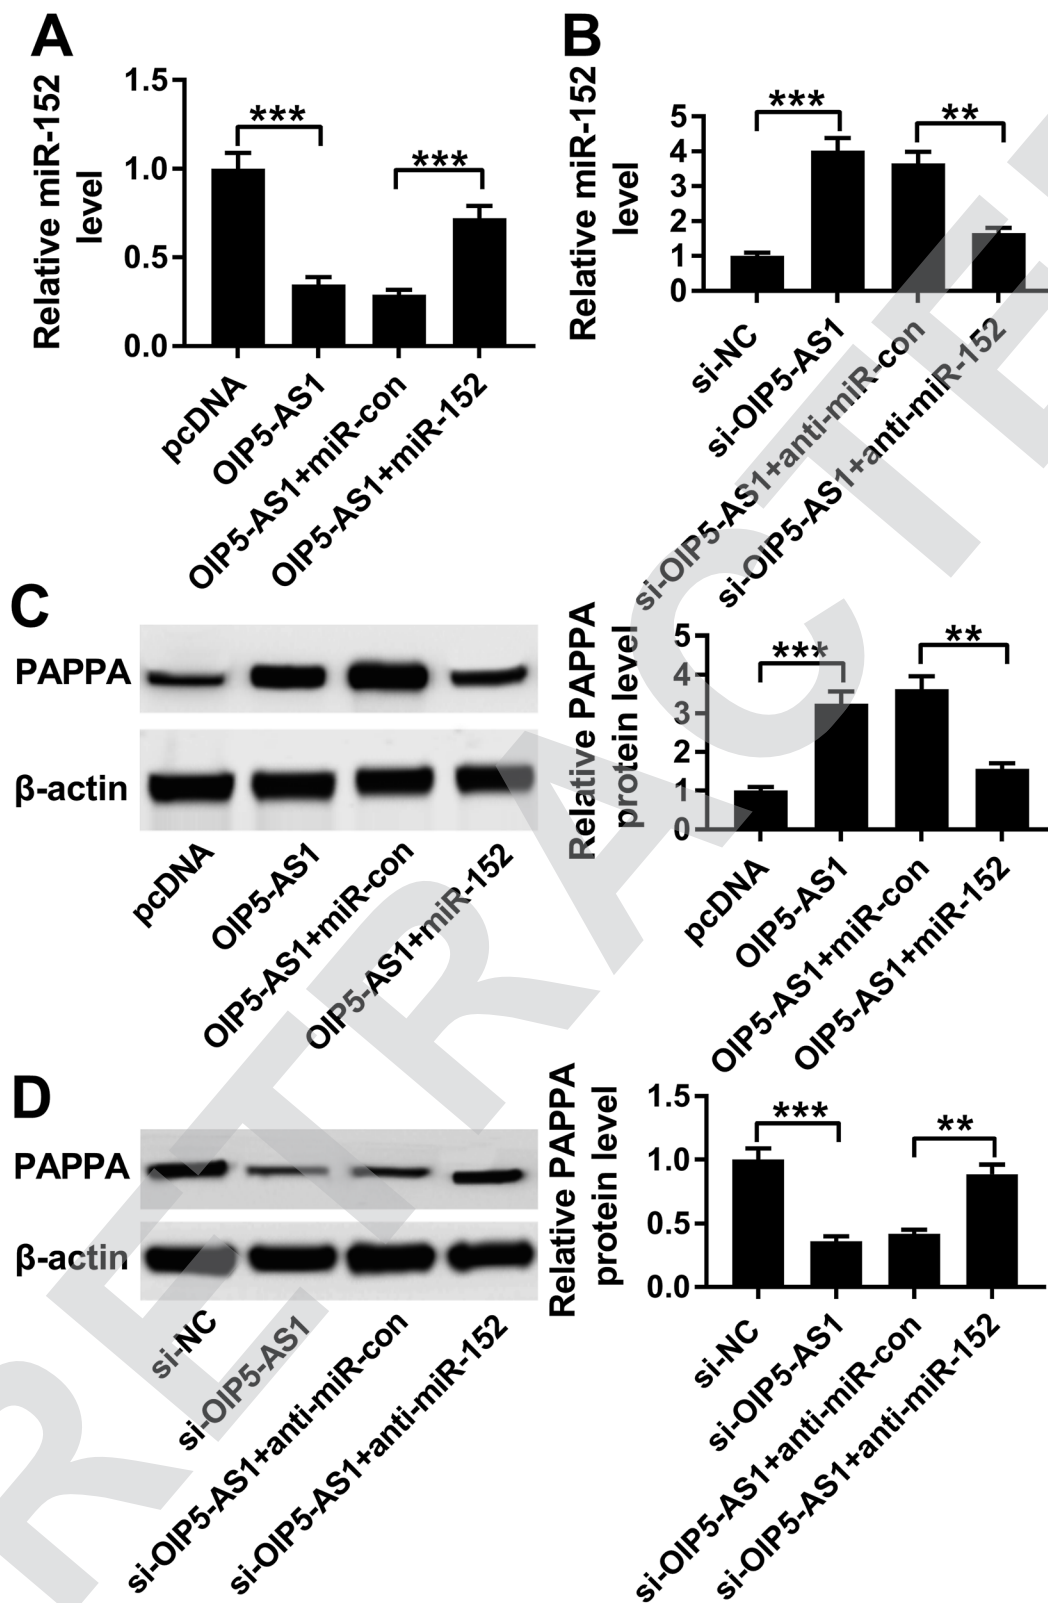 A
Relative miR-152
level
1.5
1.0
0.5
0.0
***
***
pcDNA
OIP5-AS1
OIP5-AS1+miR-con
OIP5-AS1+miR-152
B
Relative miR-152
level
5
4
3
2
1
0
***
**
si-NC
si-OIP5-AS1
si-OIP5-AS1+anti-miR-con
si-OIP5-AS1+anti-miR-152
C
PAPPA
β-actin
pcDNA
OIP5-AS1
OIP5-AS1+miR-con
OIP5-AS1+miR-152
Relative PAPPA
protein level
5
4
3
2
1
0
***
**
pcDNA
OIP5-AS1
OIP5-AS1+miR-con
OIP5-AS1+miR-152
D
PAPPA
β-actin
si-NC
si-OIP5-AS1
si-OIP5-AS1+anti-miR-con
si-OIP5-AS1+anti-miR-152
Relative PAPPA
protein level
1.5
1.0
0.5
0.0
***
**
si-NC
si-OIP5-AS1
si-OIP5-AS1+anti-miR-con
si-OIP5-AS1+anti-miR-152
RETRACTE